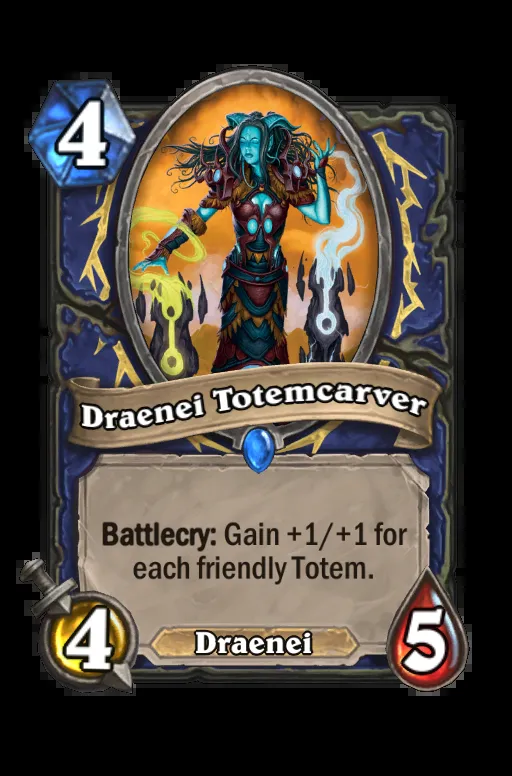 4
Draenei Totemcarver
Battlecry: Gain +1/+1 for
each friendly Totem.
4
Draenei
5